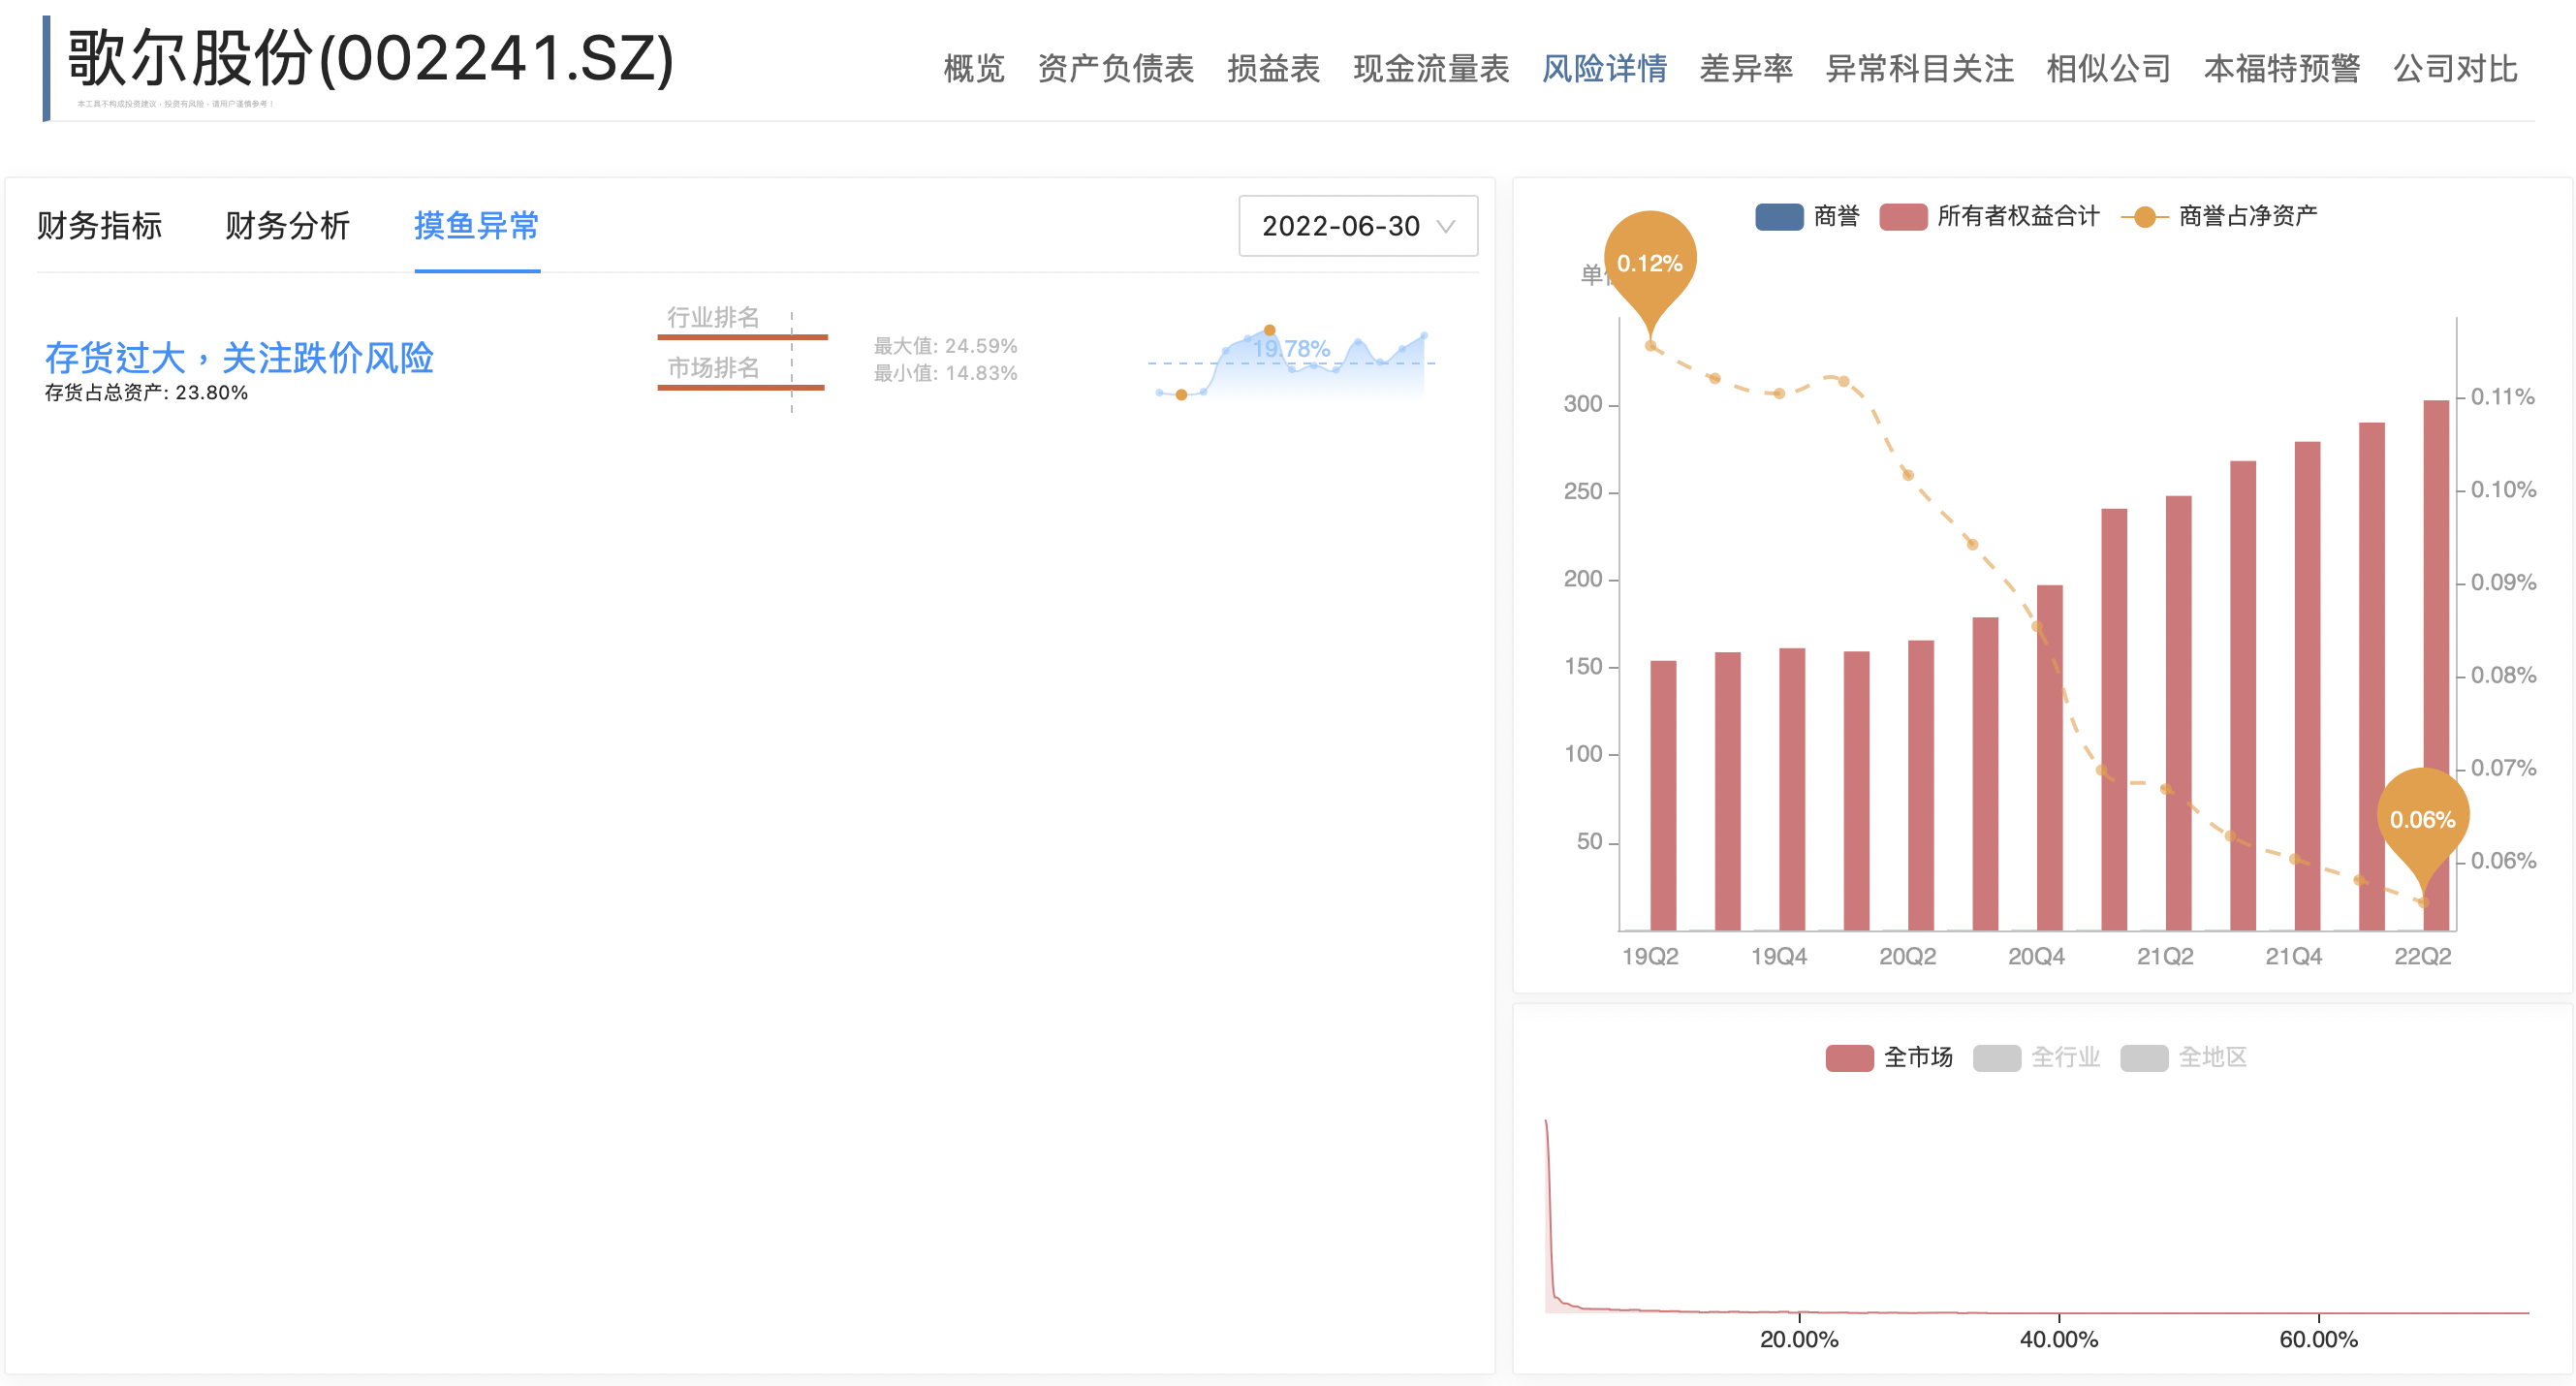 歌尔股份(002241.SZ)
本工具不构成投资建议，投资有风险，请用户谨慎参考！
概览 资产负债表 损益表 现金流量表 风险详情 差异率 异常科目关注 相似公司 本福特预警 公司对比
财务指标 财务分析 摸鱼异常
2022-06-30
存货过大，关注跌价风险
存货占总资产: 23.80%
行业排名
市场排名
最大值: 24.59%
最小值: 14.83%
19.78%
商誉 所有者权益合计 商誉占净资产
单
0.12%
300
250
200
150
100
50
0.11%
0.10%
0.09%
0.08%
0.07%
0.06%
0.06%
19Q2 19Q4 20Q2 20Q4 21Q2 21Q4 22Q2
全市场 全行业 全地区
20.00% 40.00% 60.00%